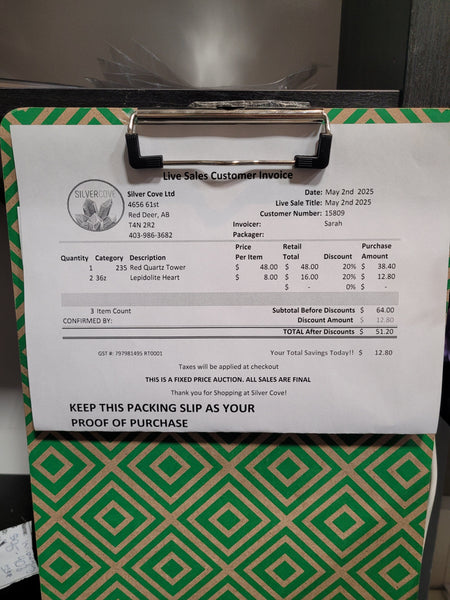 Live Sales Customer Invoice
SILVERCOVE
Silver Cove Ltd
4656 61st
Red Deer, AB
T4N 2R2
403-986-3682
Date: May 2nd 2025
Live Sale Title: May 2nd 2025
Customer Number: 15809
Invoicer: Sarah
Packager:
Quantity Category Description Price Per Item Retail Total Discount Purchase Amount
1 235 Red Quartz Tower $ 48.00 $ 48.00 20% $ 38.40
2 36z Lepidolite Heart $ 8.00 $ 16.00 20% $ 12.80
$ - 0% $ -
3 Item Count Subtotal Before Discounts $ 64.00
CONFIRMED BY: Discount Amount $ 12.80
TOTAL After Discounts $ 51.20
GST #: 797981495 RT0001 Your Total Savings Today!! $ 12.80
Taxes will be applied at checkout
THIS IS A FIXED PRICE AUCTION. ALL SALES ARE FINAL
Thank you for Shopping at Silver Cove!
KEEP THIS PACKING SLIP AS YOUR
PROOF OF PURCHASE